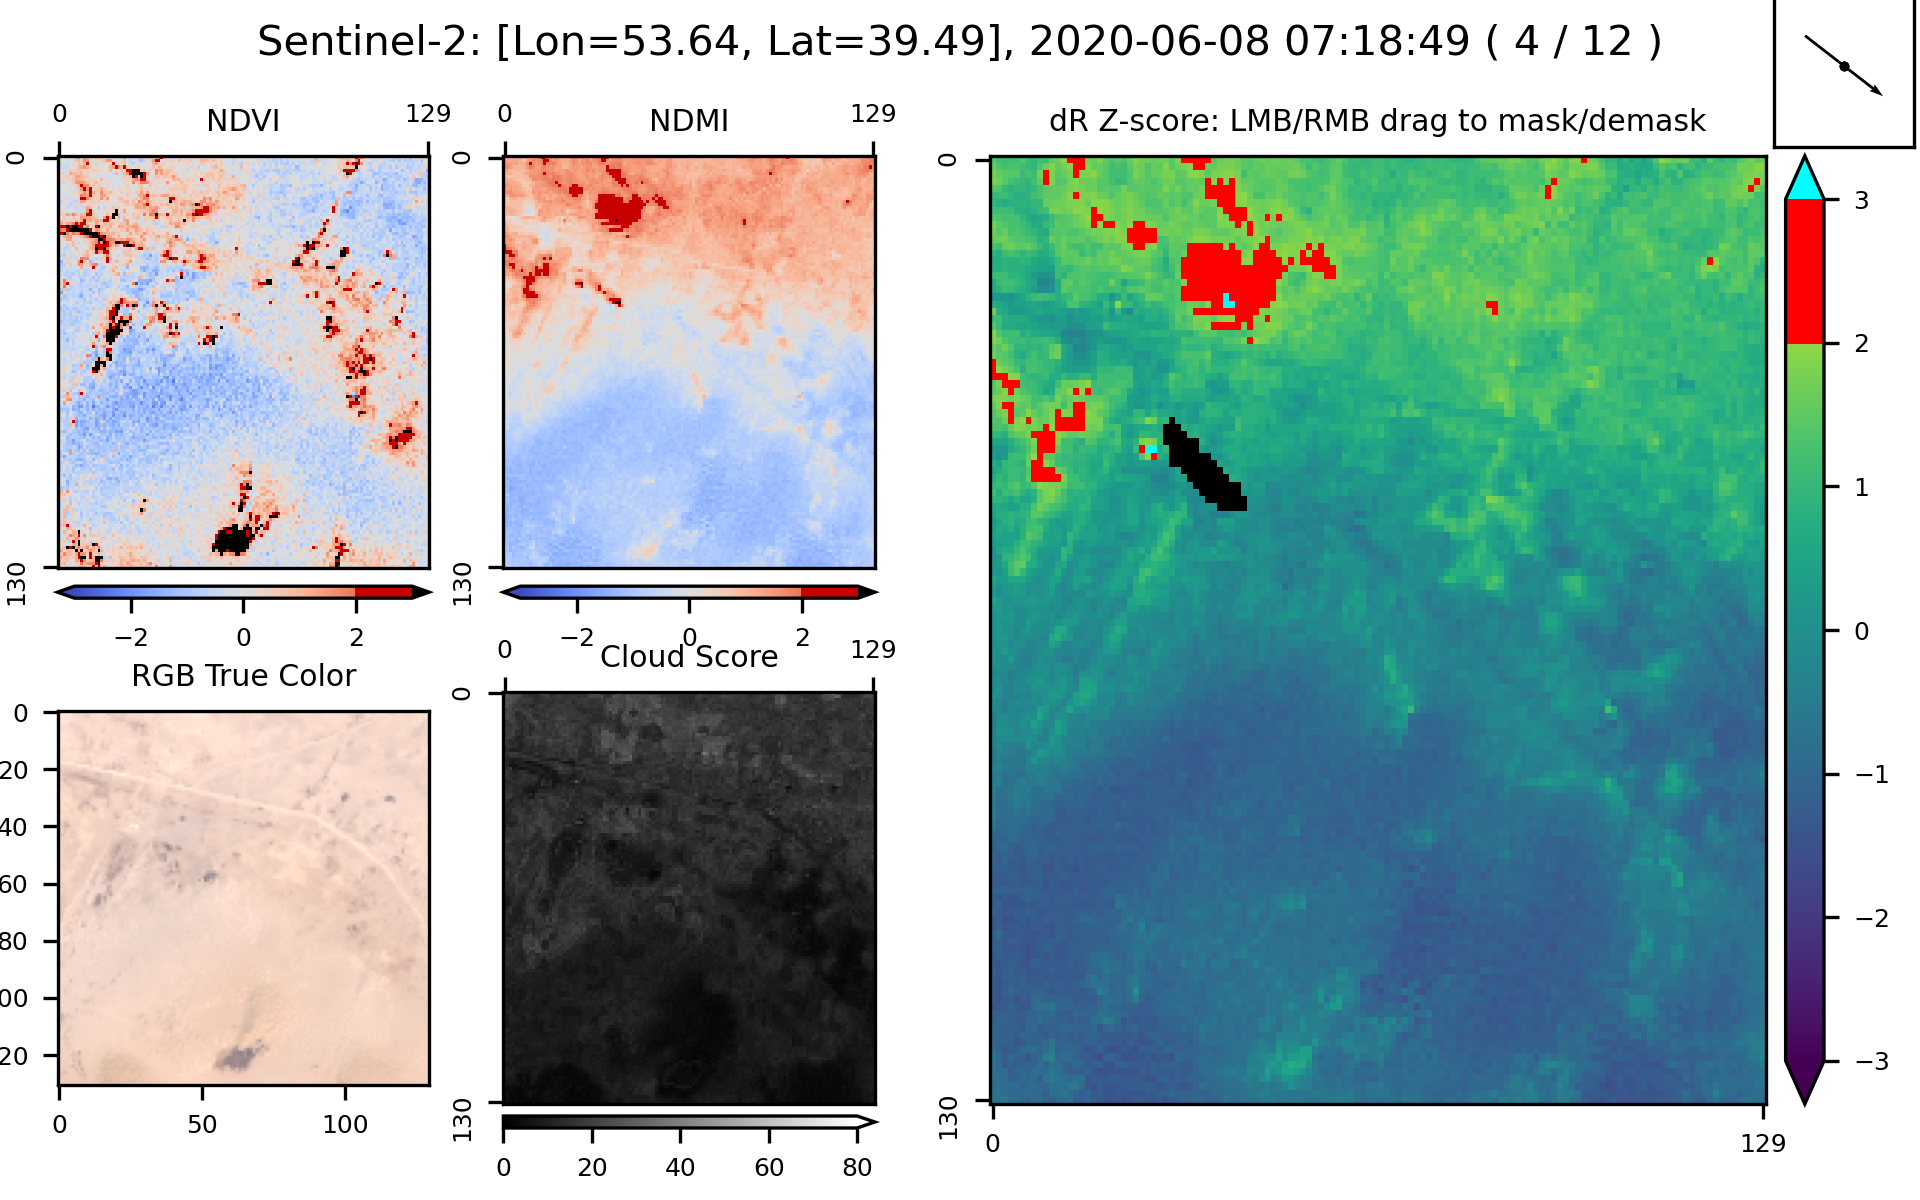 Sentinel-2: [Lon=53.64, Lat=39.49], 2020-06-08 07:18:49 ( 4 / 12 )
NDVI
0 129
0
130
−2 0 2
NDMI
0 129
0
130
−2 0 2
dR Z-score: LMB/RMB drag to mask/demask
0
130
0 129
3
2
1
0
−1
−2
−3
RGB True Color
0
20
40
60
80
00
20
0 50 100
Cloud Score
0 129
0
130
0 20 40 60 80